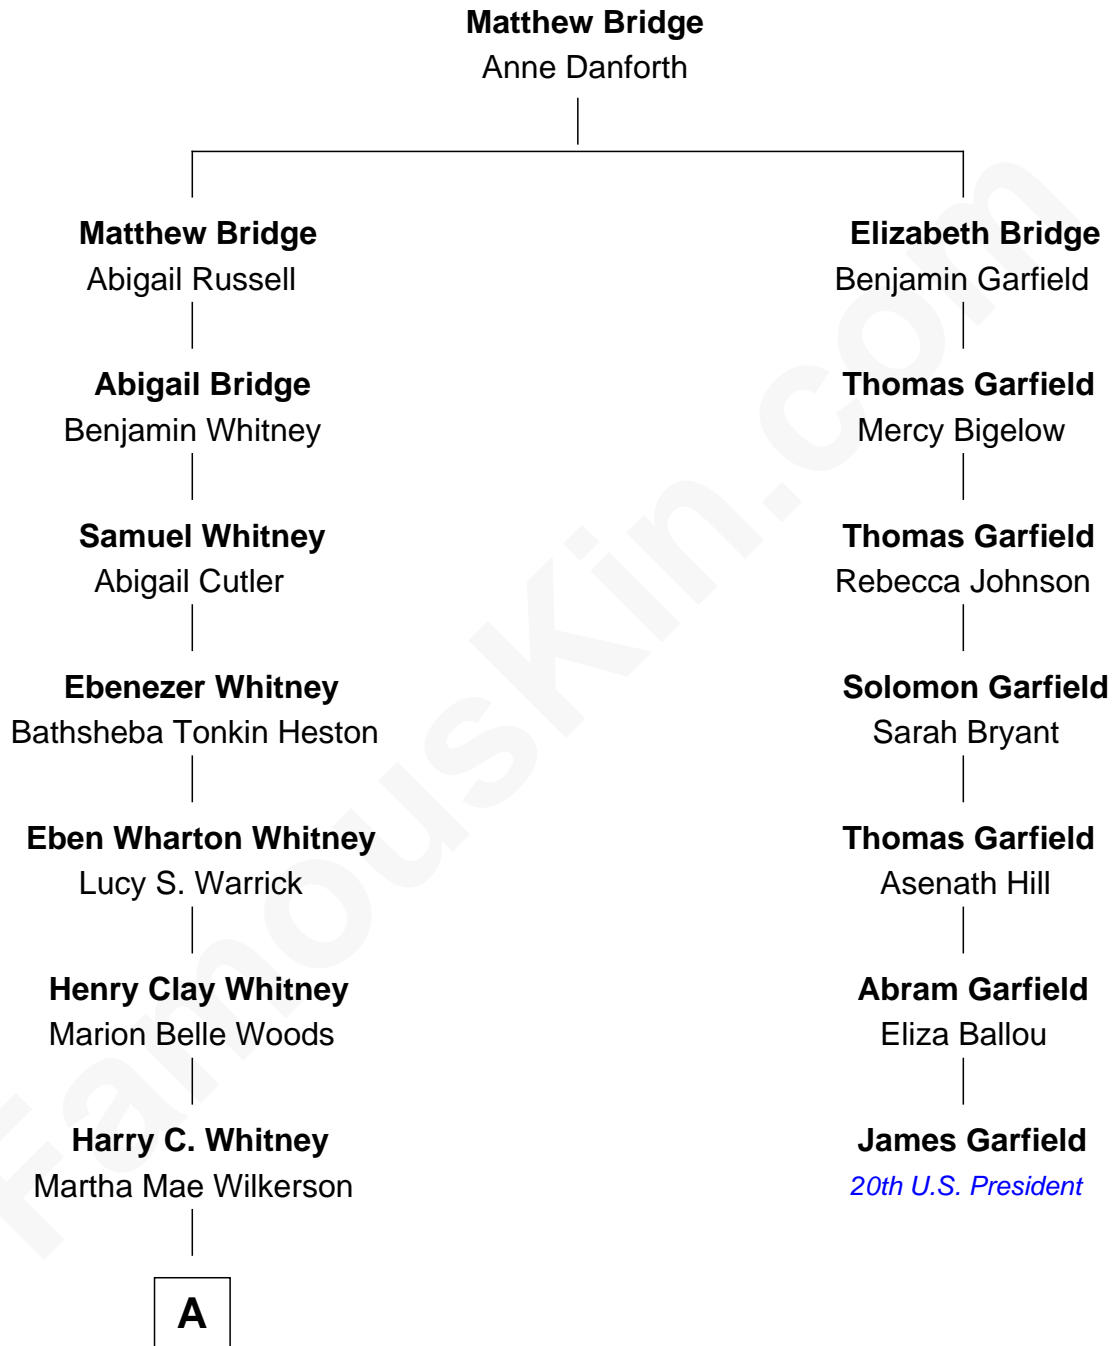 Matthew Bridge
Anne Danforth
Matthew Bridge
Abigail Russell
Elizabeth Bridge
Benjamin Garfield
Abigail Bridge
Benjamin Whitney
Thomas Garfield
Mercy Bigelow
Samuel Whitney
Abigail Cutler
Thomas Garfield
Rebecca Johnson
Ebenezer Whitney
Bathsheba Tonkin Heston
Solomon Garfield
Sarah Bryant
Eben Wharton Whitney
Lucy S. Warrick
Thomas Garfield
Asenath Hill
Henry Clay Whitney
Marion Belle Woods
Abram Garfield
Eliza Ballou
Harry C. Whitney
Martha Mae Wilkerson
James Garfield
20th U.S. President
A
FamousKin.com